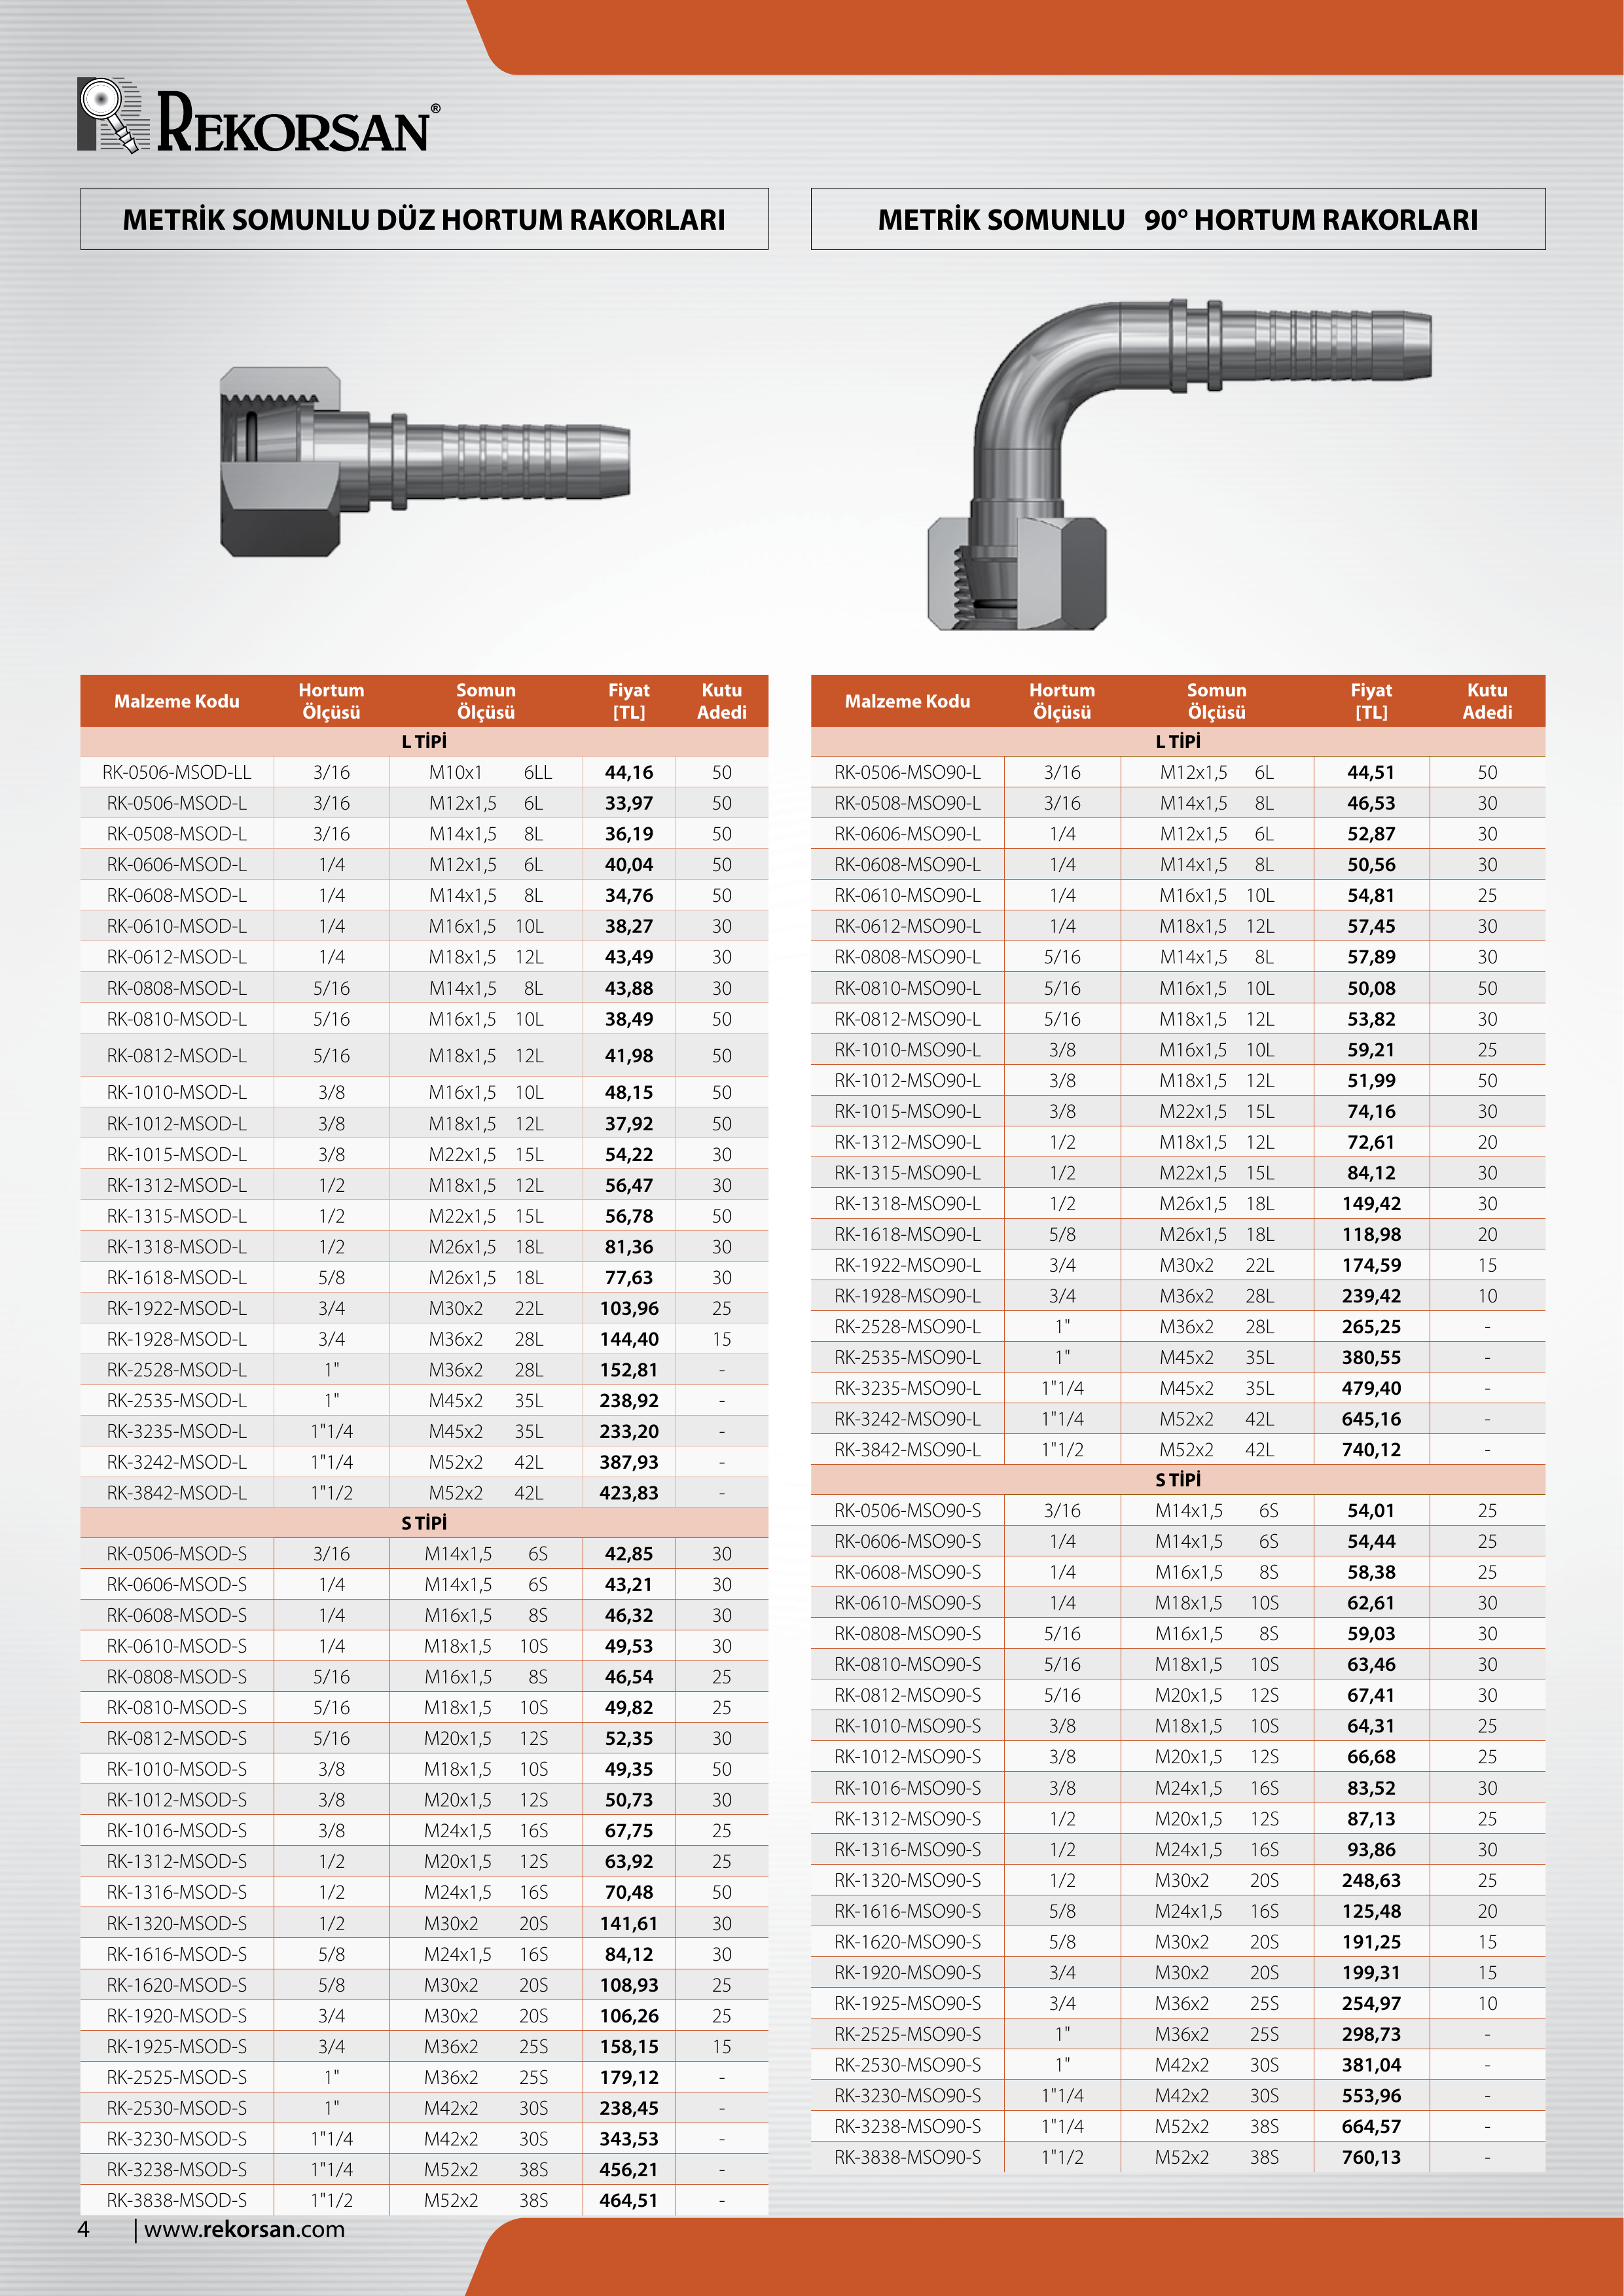 REKORSAN®
METRİK SOMUNLU DÜZ HORTUM RAKORLARI
Malzeme Kodu Hortum Ölçüsü Somun Ölçüsü Fiyat [TL] Kutu Adedi
L TİPİ
RK-0506-MSOD-LL 3/16 M10x1 6LL 44,16 50
RK-0506-MSOD-L 3/16 M12x1,5 6L 33,97 50
RK-0508-MSOD-L 3/16 M14x1,5 8L 36,19 50
RK-0606-MSOD-L 1/4 M12x1,5 6L 40,04 50
RK-0608-MSOD-L 1/4 M14x1,5 8L 34,76 50
RK-0610-MSOD-L 1/4 M16x1,5 10L 38,27 30
RK-0612-MSOD-L 1/4 M18x1,5 12L 43,49 30
RK-0808-MSOD-L 5/16 M14x1,5 8L 43,88 30
RK-0810-MSOD-L 5/16 M16x1,5 10L 38,49 50
RK-0812-MSOD-L 5/16 M18x1,5 12L 41,98 50
RK-1010-MSOD-L 3/8 M16x1,5 10L 48,15 50
RK-1012-MSOD-L 3/8 M18x1,5 12L 37,92 50
RK-1015-MSOD-L 3/8 M22x1,5 15L 54,22 30
RK-1312-MSOD-L 1/2 M18x1,5 12L 56,47 30
RK-1315-MSOD-L 1/2 M22x1,5 15L 56,78 50
RK-1318-MSOD-L 1/2 M26x1,5 18L 81,36 30
RK-1618-MSOD-L 5/8 M26x1,5 18L 77,63 30
RK-1922-MSOD-L 3/4 M30x2 22L 103,96 25
RK-1928-MSOD-L 3/4 M36x2 28L 144,40 15
RK-2528-MSOD-L 1" M36x2 28L 152,81 -
RK-2535-MSOD-L 1" M45x2 35L 238,92 -
RK-3235-MSOD-L 1"1/4 M45x2 35L 233,20 -
RK-3242-MSOD-L 1"1/4 M52x2 42L 387,93 -
RK-3842-MSOD-L 1"1/2 M52x2 42L 423,83 -
S TİPİ
RK-0506-MSOD-S 3/16 M14x1,5 6S 42,85 30
RK-0606-MSOD-S 1/4 M14x1,5 6S 43,21 30
RK-0608-MSOD-S 1/4 M16x1,5 8S 46,32 30
RK-0610-MSOD-S 1/4 M18x1,5 10S 49,53 30
RK-0808-MSOD-S 5/16 M16x1,5 8S 46,54 25
RK-0810-MSOD-S 5/16 M18x1,5 10S 49,82 25
RK-0812-MSOD-S 5/16 M20x1,5 12S 52,35 30
RK-1010-MSOD-S 3/8 M18x1,5 10S 49,35 50
RK-1012-MSOD-S 3/8 M20x1,5 12S 50,73 30
RK-1016-MSOD-S 3/8 M24x1,5 16S 67,75 25
RK-1312-MSOD-S 1/2 M20x1,5 12S 63,92 25
RK-1316-MSOD-S 1/2 M24x1,5 16S 70,48 50
RK-1320-MSOD-S 1/2 M30x2 20S 141,61 30
RK-1616-MSOD-S 5/8 M24x1,5 16S 84,12 30
RK-1620-MSOD-S 5/8 M30x2 20S 108,93 25
RK-1920-MSOD-S 3/4 M30x2 20S 106,26 25
RK-1925-MSOD-S 3/4 M36x2 25S 158,15 15
RK-2525-MSOD-S 1" M36x2 25S 179,12 -
RK-2530-MSOD-S 1" M42x2 30S 238,45 -
RK-3230-MSOD-S 1"1/4 M42x2 30S 343,53 -
RK-3238-MSOD-S 1"1/4 M52x2 38S 456,21 -
RK-3838-MSOD-S 1"1/2 M52x2 38S 464,51 -
METRİK SOMUNLU 90° HORTUM RAKORLARI
Malzeme Kodu Hortum Ölçüsü Somun Ölçüsü Fiyat [TL] Kutu Adedi
L TİPİ
RK-0506-MSO90-L 3/16 M12x1,5 6L 44,51 50
RK-0508-MSO90-L 3/16 M14x1,5 8L 46,53 30
RK-0606-MSO90-L 1/4 M12x1,5 6L 52,87 30
RK-0608-MSO90-L 1/4 M14x1,5 8L 50,56 30
RK-0610-MSO90-L 1/4 M16x1,5 10L 54,81 25
RK-0612-MSO90-L 1/4 M18x1,5 12L 57,45 30
RK-0808-MSO90-L 5/16 M14x1,5 8L 57,89 30
RK-0810-MSO90-L 5/16 M16x1,5 10L 50,08 50
RK-0812-MSO90-L 5/16 M18x1,5 12L 53,82 30
RK-1010-MSO90-L 3/8 M16x1,5 10L 59,21 25
RK-1012-MSO90-L 3/8 M18x1,5 12L 51,99 50
RK-1015-MSO90-L 3/8 M22x1,5 15L 74,16 30
RK-1312-MSO90-L 1/2 M18x1,5 12L 72,61 20
RK-1315-MSO90-L 1/2 M22x1,5 15L 84,12 30
RK-1318-MSO90-L 1/2 M26x1,5 18L 149,42 30
RK-1618-MSO90-L 5/8 M26x1,5 18L 118,98 20
RK-1922-MSO90-L 3/4 M30x2 22L 174,59 15
RK-1928-MSO90-L 3/4 M36x2 28L 239,42 10
RK-2528-MSO90-L 1" M36x2 28L 265,25 -
RK-2535-MSO90-L 1" M45x2 35L 380,55 -
RK-3235-MSO90-L 1"1/4 M45x2 35L 479,40 -
RK-3242-MSO90-L 1"1/4 M52x2 42L 645,16 -
RK-3842-MSO90-L 1"1/2 M52x2 42L 740,12 -
S TİPİ
RK-0506-MSO90-S 3/16 M14x1,5 6S 54,01 25
RK-0606-MSO90-S 1/4 M14x1,5 6S 54,44 25
RK-0608-MSO90-S 1/4 M16x1,5 8S 58,38 25
RK-0610-MSO90-S 1/4 M18x1,5 10S 62,61 30
RK-0808-MSO90-S 5/16 M16x1,5 8S 59,03 30
RK-0810-MSO90-S 5/16 M18x1,5 10S 63,46 30
RK-0812-MSO90-S 5/16 M20x1,5 12S 67,41 30
RK-1010-MSO90-S 3/8 M18x1,5 10S 64,31 25
RK-1012-MSO90-S 3/8 M20x1,5 12S 66,68 25
RK-1016-MSO90-S 3/8 M24x1,5 16S 83,52 30
RK-1312-MSO90-S 1/2 M20x1,5 12S 87,13 25
RK-1316-MSO90-S 1/2 M24x1,5 16S 93,86 30
RK-1320-MSO90-S 1/2 M30x2 20S 248,63 25
RK-1616-MSO90-S 5/8 M24x1,5 16S 125,48 20
RK-1620-MSO90-S 5/8 M30x2 20S 191,25 15
RK-1920-MSO90-S 3/4 M30x2 20S 199,31 15
RK-1925-MSO90-S 3/4 M36x2 25S 254,97 10
RK-2525-MSO90-S 1" M36x2 25S 298,73 -
RK-2530-MSO90-S 1" M42x2 30S 381,04 -
RK-3230-MSO90-S 1"1/4 M42x2 30S 553,96 -
RK-3238-MSO90-S 1"1/4 M52x2 38S 664,57 -
RK-3838-MSO90-S 1"1/2 M52x2 38S 760,13 -
4 | www.rekorsan.com